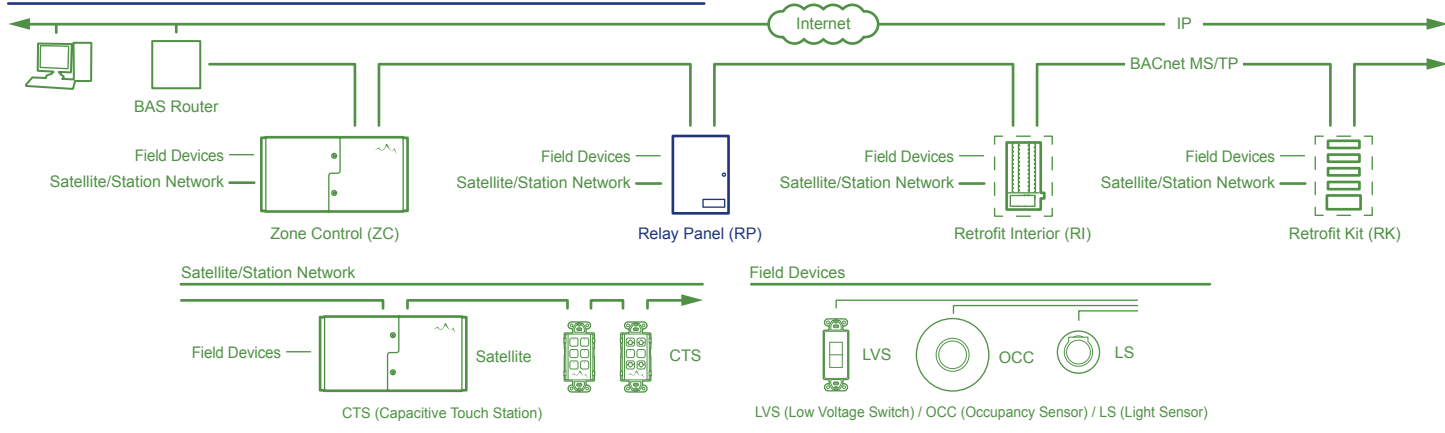 Internet
IP
BACnet MS/TP
BAS Router
Field Devices
Satellite/Station Network
Zone Control (ZC)
Field Devices
Satellite/Station Network
Relay Panel (RP)
Field Devices
Satellite/Station Network
Retrofit Interior (RI)
Field Devices
Satellite/Station Network
Retrofit Kit (RK)
Satellite/Station Network
Field Devices
Satellite
CTS
CTS (Capacitive Touch Station)
Field Devices
LVS
OCC
LS
LVS (Low Voltage Switch) / OCC (Occupancy Sensor) / LS (Light Sensor)